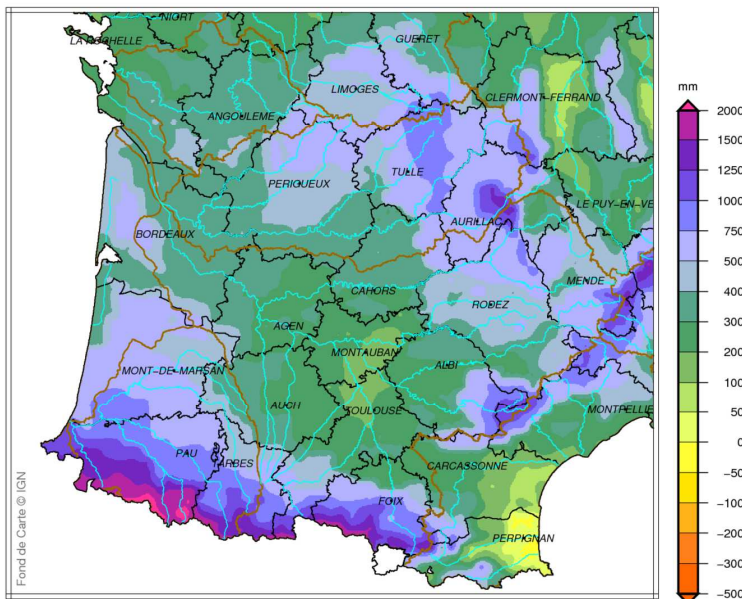 NIORT
LA ROCHELLE
GUERET
LIMOGES
CLERMONT-FERRAND
ANGOULEME
TULLE
PERIGUEUX
LE PUY-EN-VE
AURILLAC
BORDEAUX
MENDE
CAHORS
RODEZ
AGEN
MONTAUBAN
ALBI
MONT-DE-MARSAN
AUCH
TOULOUSE
MONTPELLIE
PAU
TARBES
CARCASSONNE
FOIX
PERPIGNAN
Fond de Carte © IGN
mm
2000
1500
1250
1000
750
500
400
300
200
100
50
0
-50
-100
-200
-300
-500